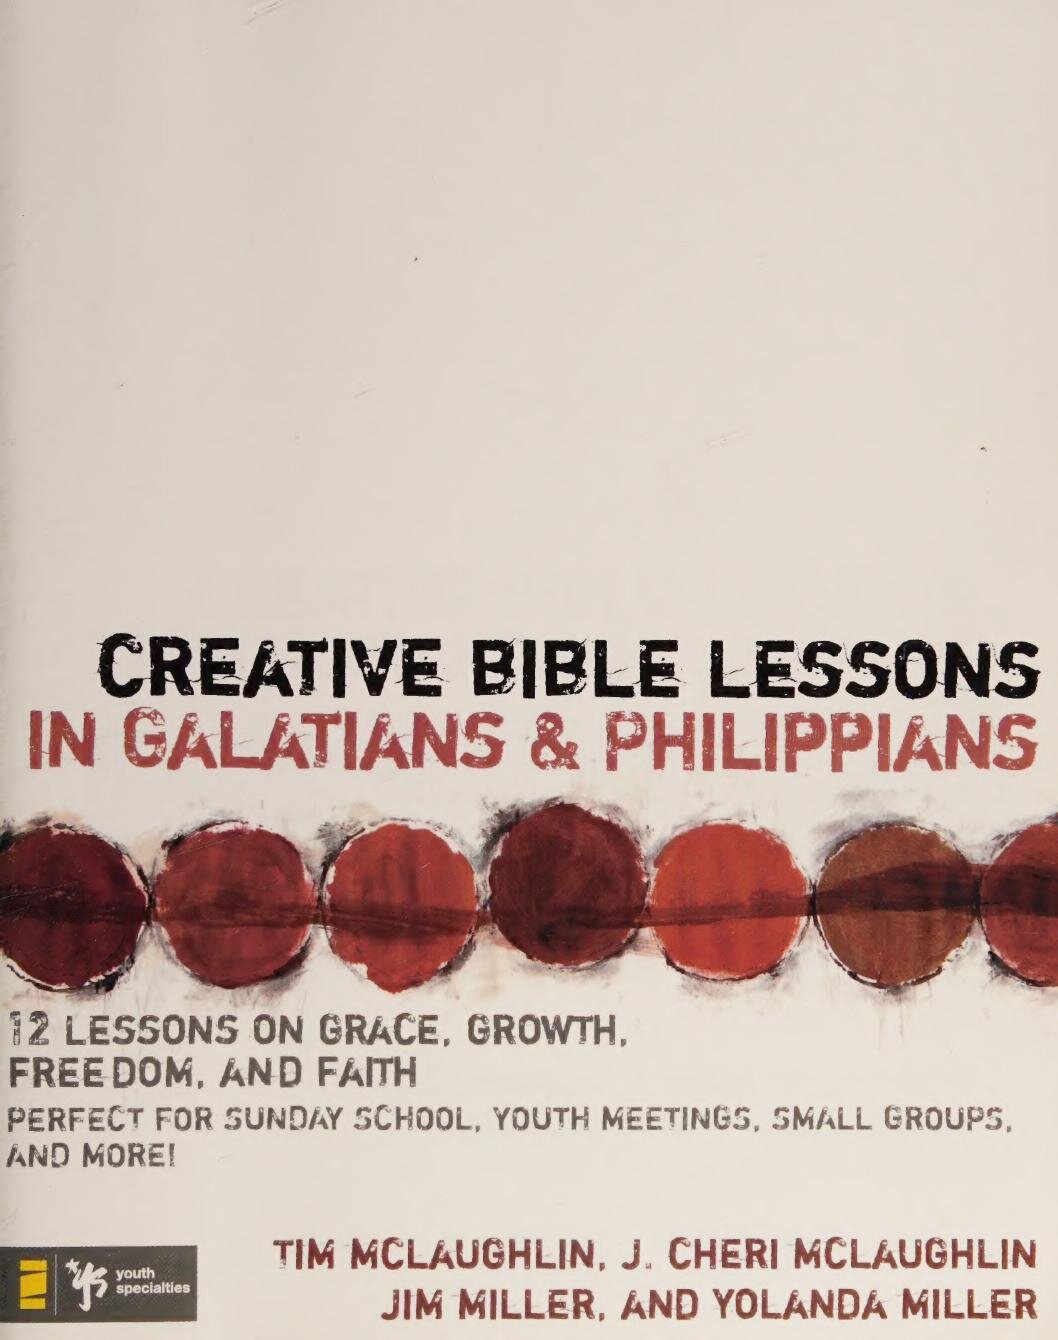 CREATIVE BIBLE LESSONS
IN GALATIANS & PHILIPPIANS
12 LESSONS ON GRACE, GROWTH,
FREEDOM, AND FAITH
PERFECT FOR SUNDAY SCHOOL, YOUTH MEETINGS, SMALL GROUPS,
AND MORE!
TIM MCLAUGHLIN, J. CHERI MCLAUGHLIN
JIM MILLER, AND YOLANDA MILLER
ys youth
specialties